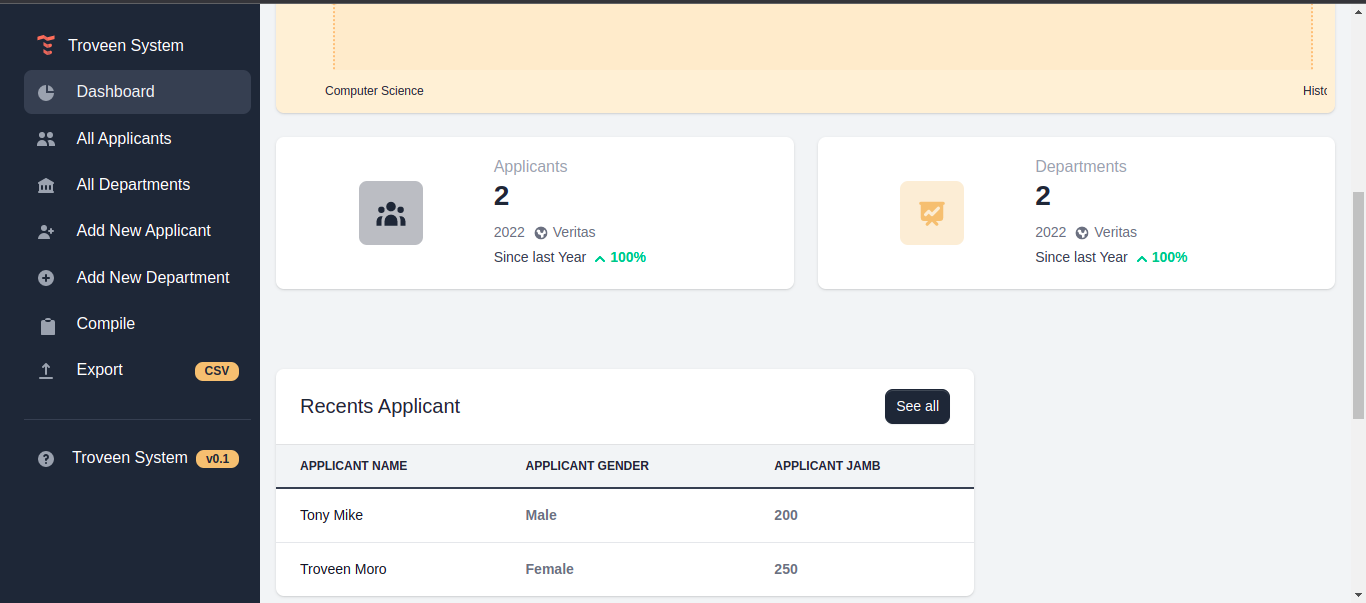 Troveen System
Dashboard
All Applicants
All Departments
Add New Applicant
Add New Department
Compile
Export CSV
Troveen System v0.1
Computer Science
Histo
Applicants
2
2022 Veritas
Since last Year 100%
Departments
2
2022 Veritas
Since last Year 100%
Recents Applicant
See all
APPLICANT NAME APPLICANT GENDER APPLICANT JAMB
Tony Mike Male 200
Troveen Moro Female 250